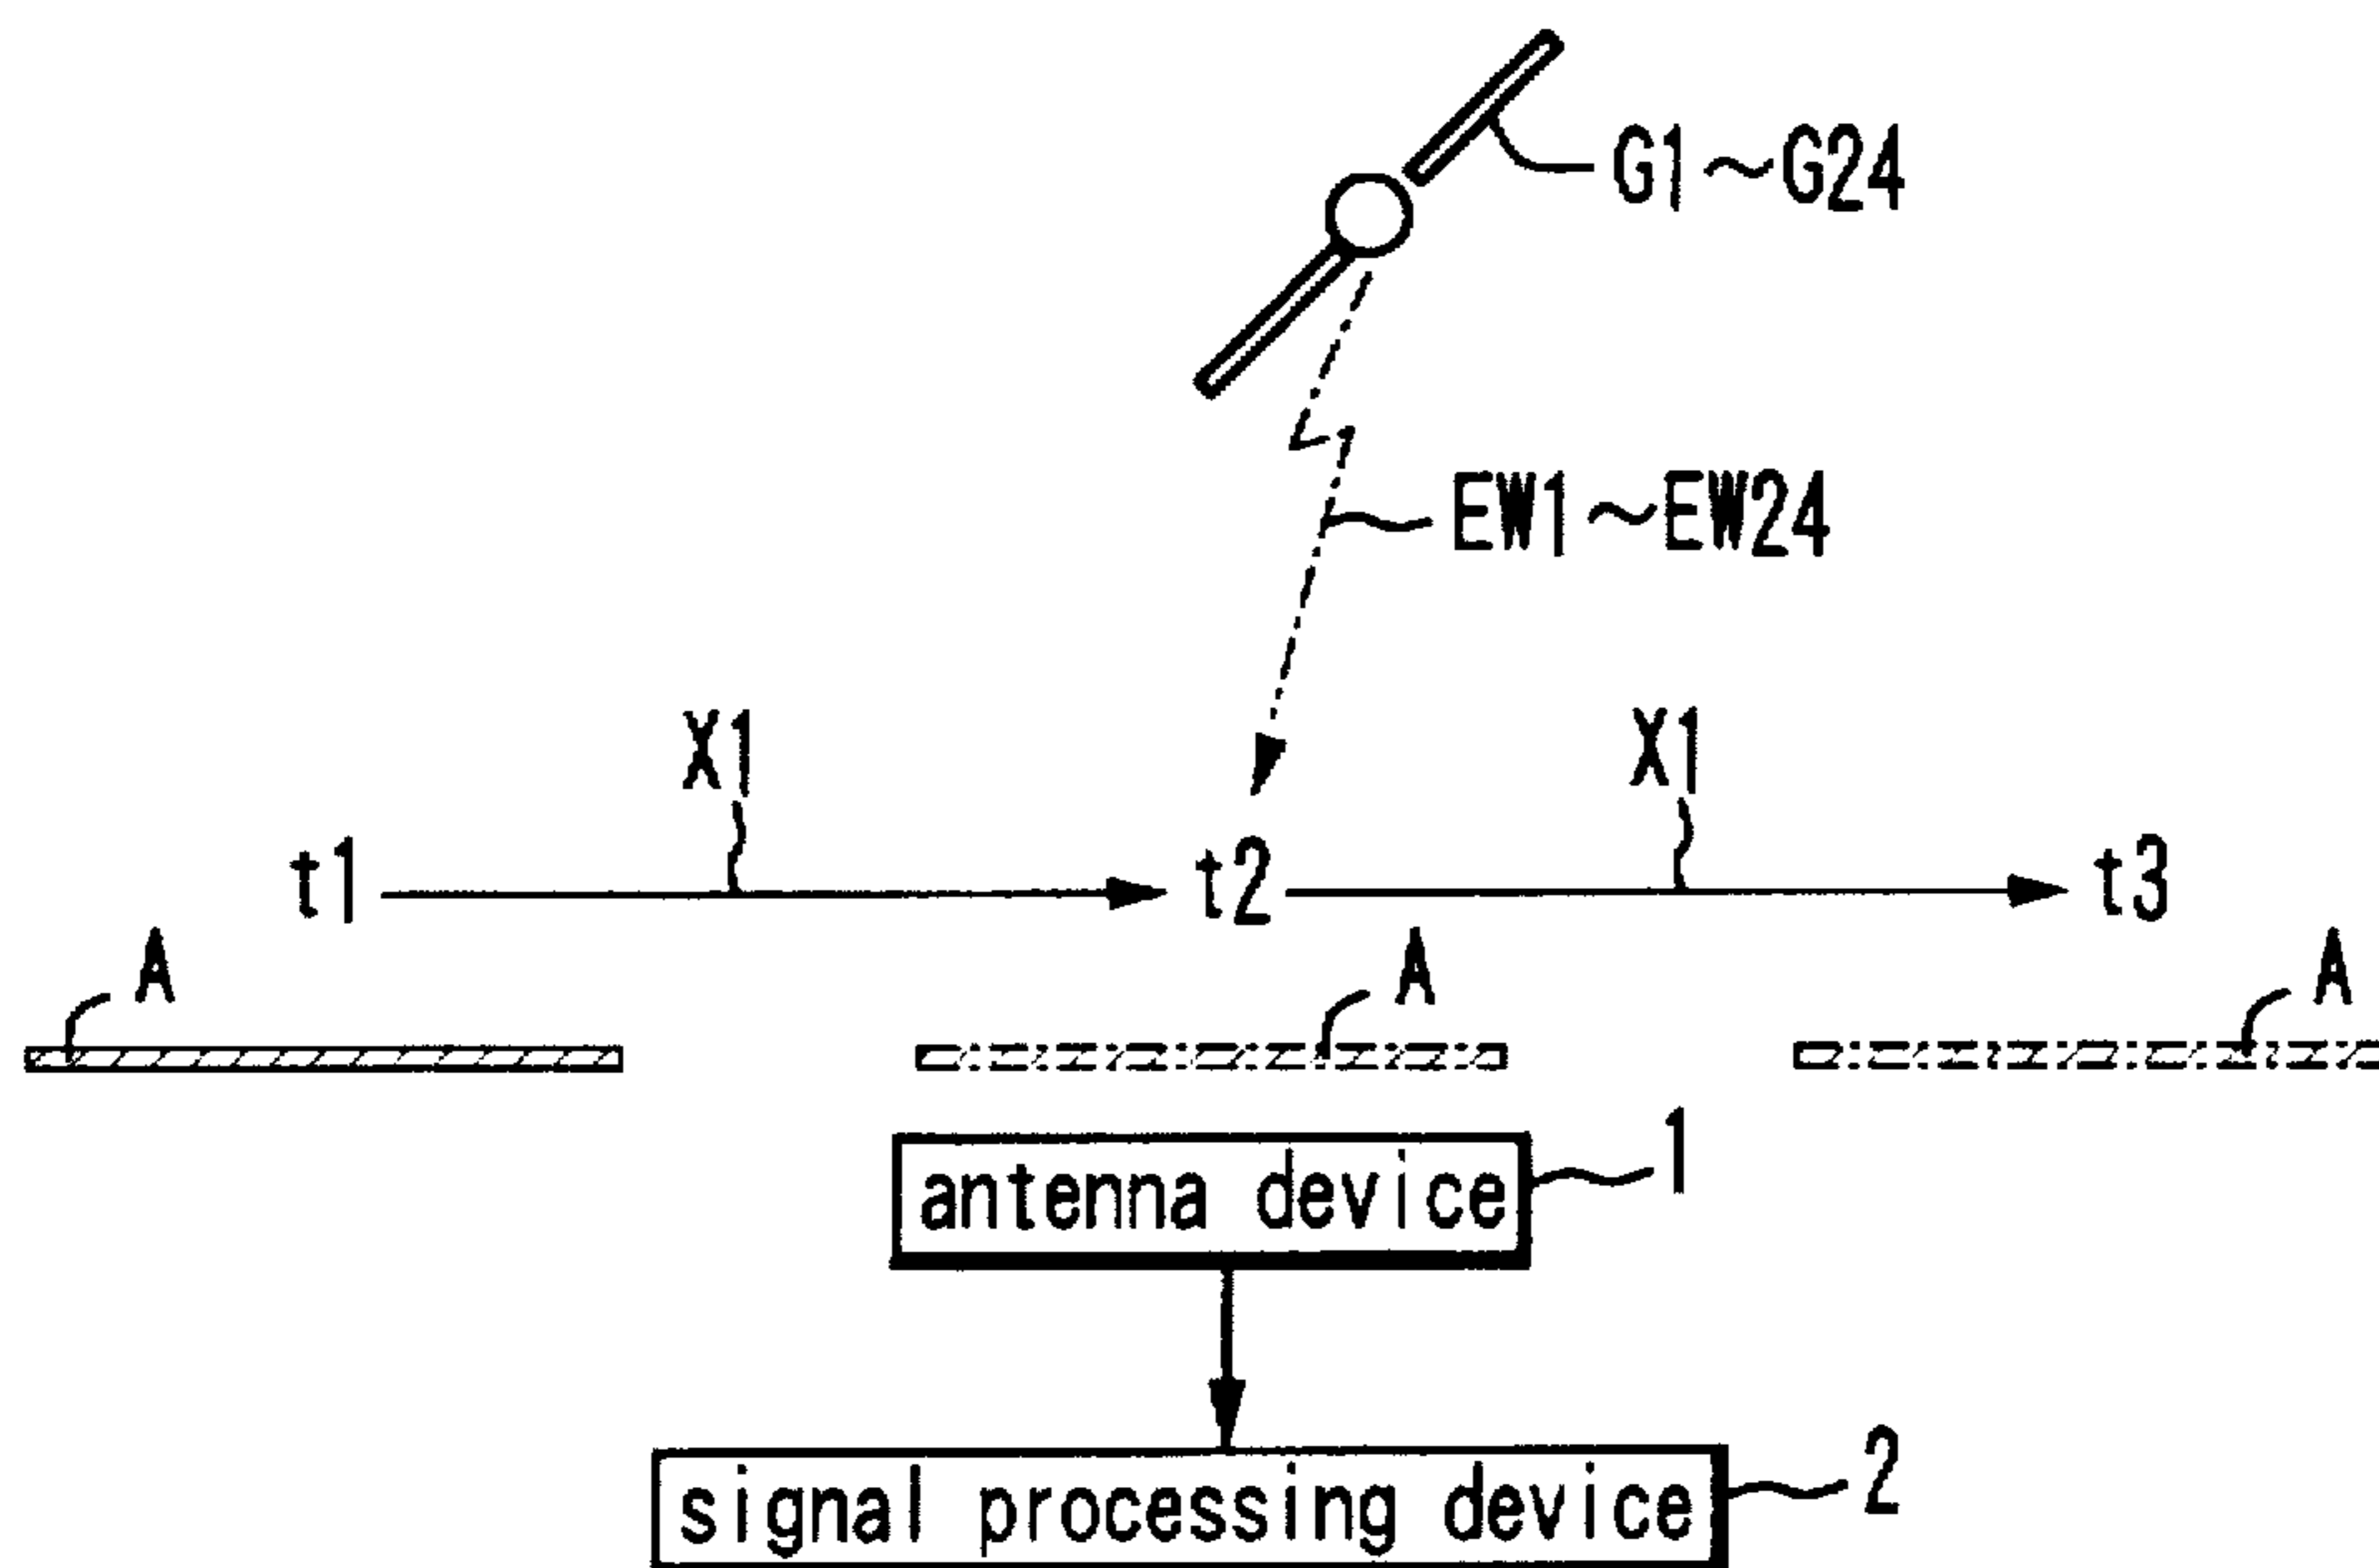 G1~G24
EW1~EW24
X1 X1
t1 t2 t3
A A A
antenna device 1
signal processing device 2